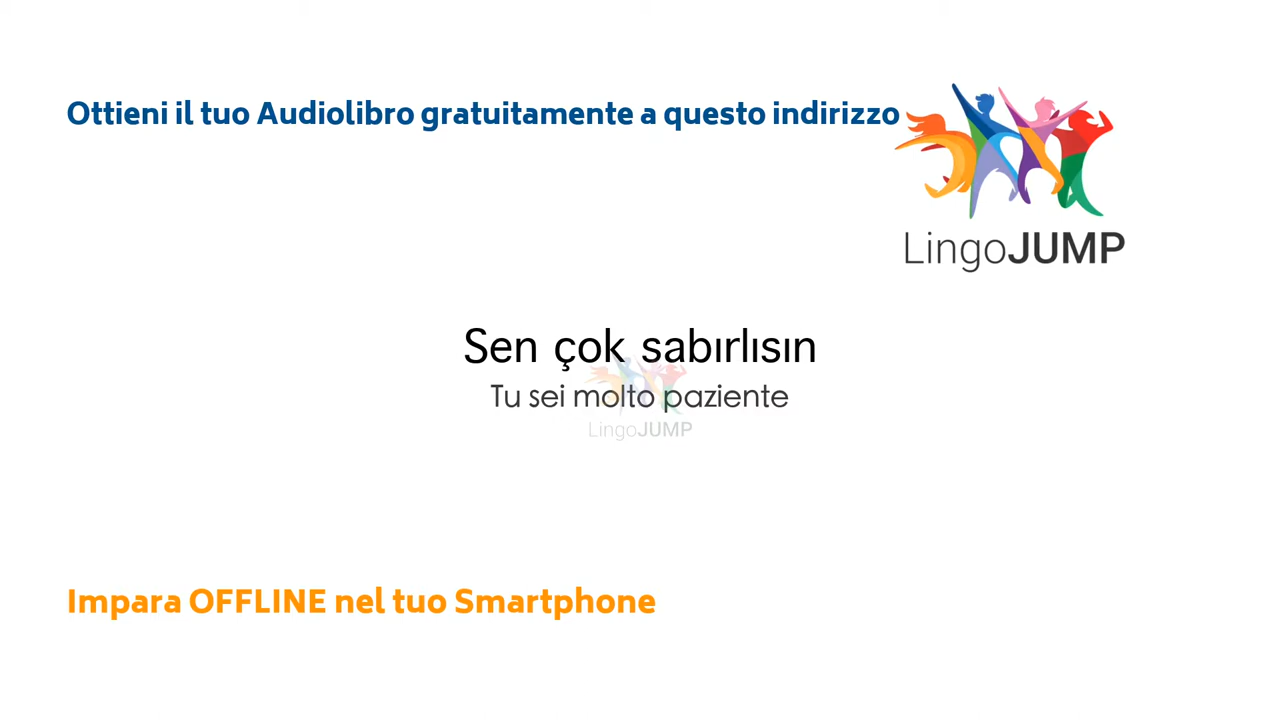 Ottieni il tuo Audiolibro gratuitamente a questo indirizzo
LingoJUMP
Sen çok sabırlısın
Tu sei molto paziente
LingoJUMP
Impara OFFLINE nel tuo Smartphone